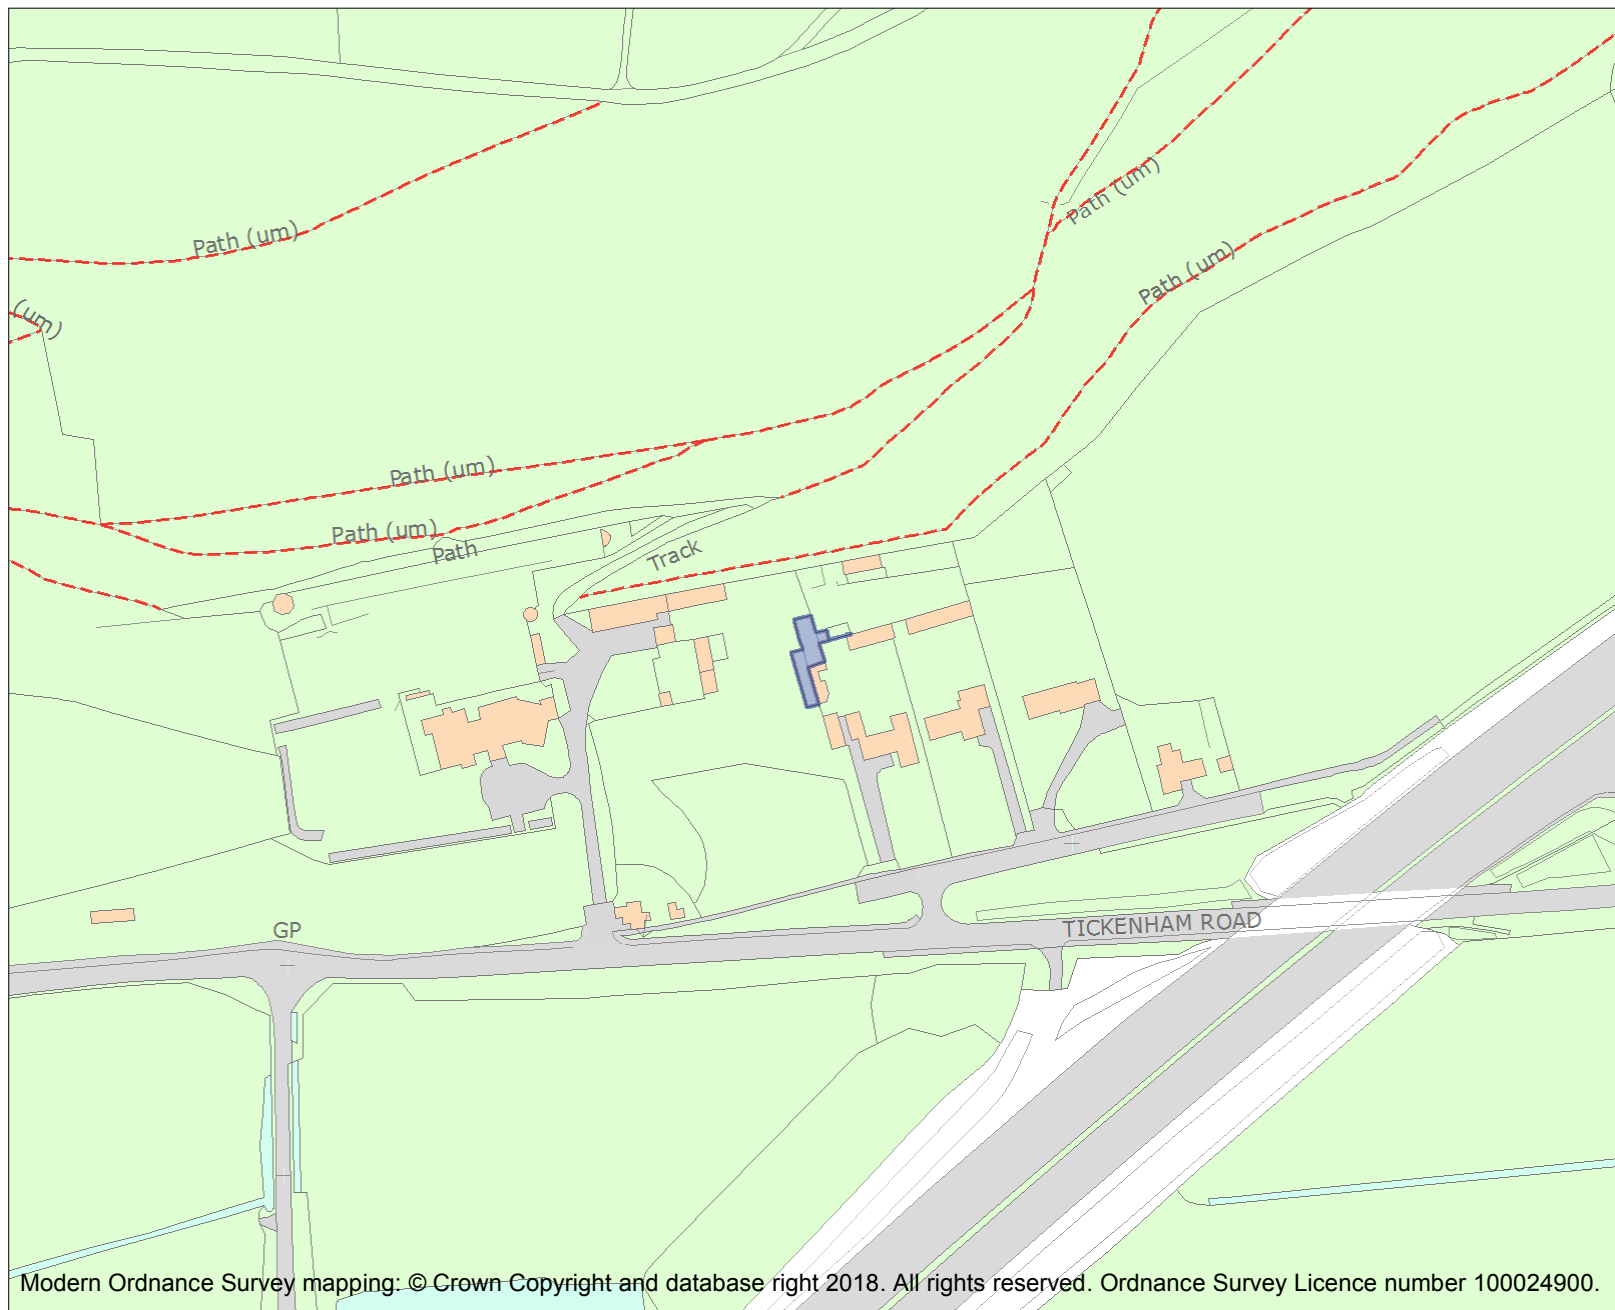 Path (um)
Path (um)
Path (um)
(um)
Path (um)
Path (um)
Path
Track
TICKENHAM ROAD
GP
Modern Ordnance Survey mapping: © Crown Copyright and database right 2018. All rights reserved. Ordnance Survey Licence number 100024900.